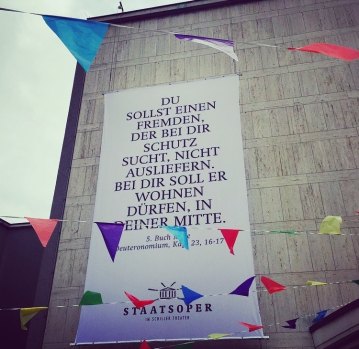 DU
SOLLST EINEN
FREMDEN,
DER BEI DIR
SCHUTZ
SUCHT, NICHT
AUSLIEFERN.
BEI DIR SOLL ER
WOHNEN
DÜRFEN, IN
DEINER MITTE.
5. Buch
Deuteronomium, Kap. 23, 16-17
STAATSOPER
IM SCHILLER THEATER